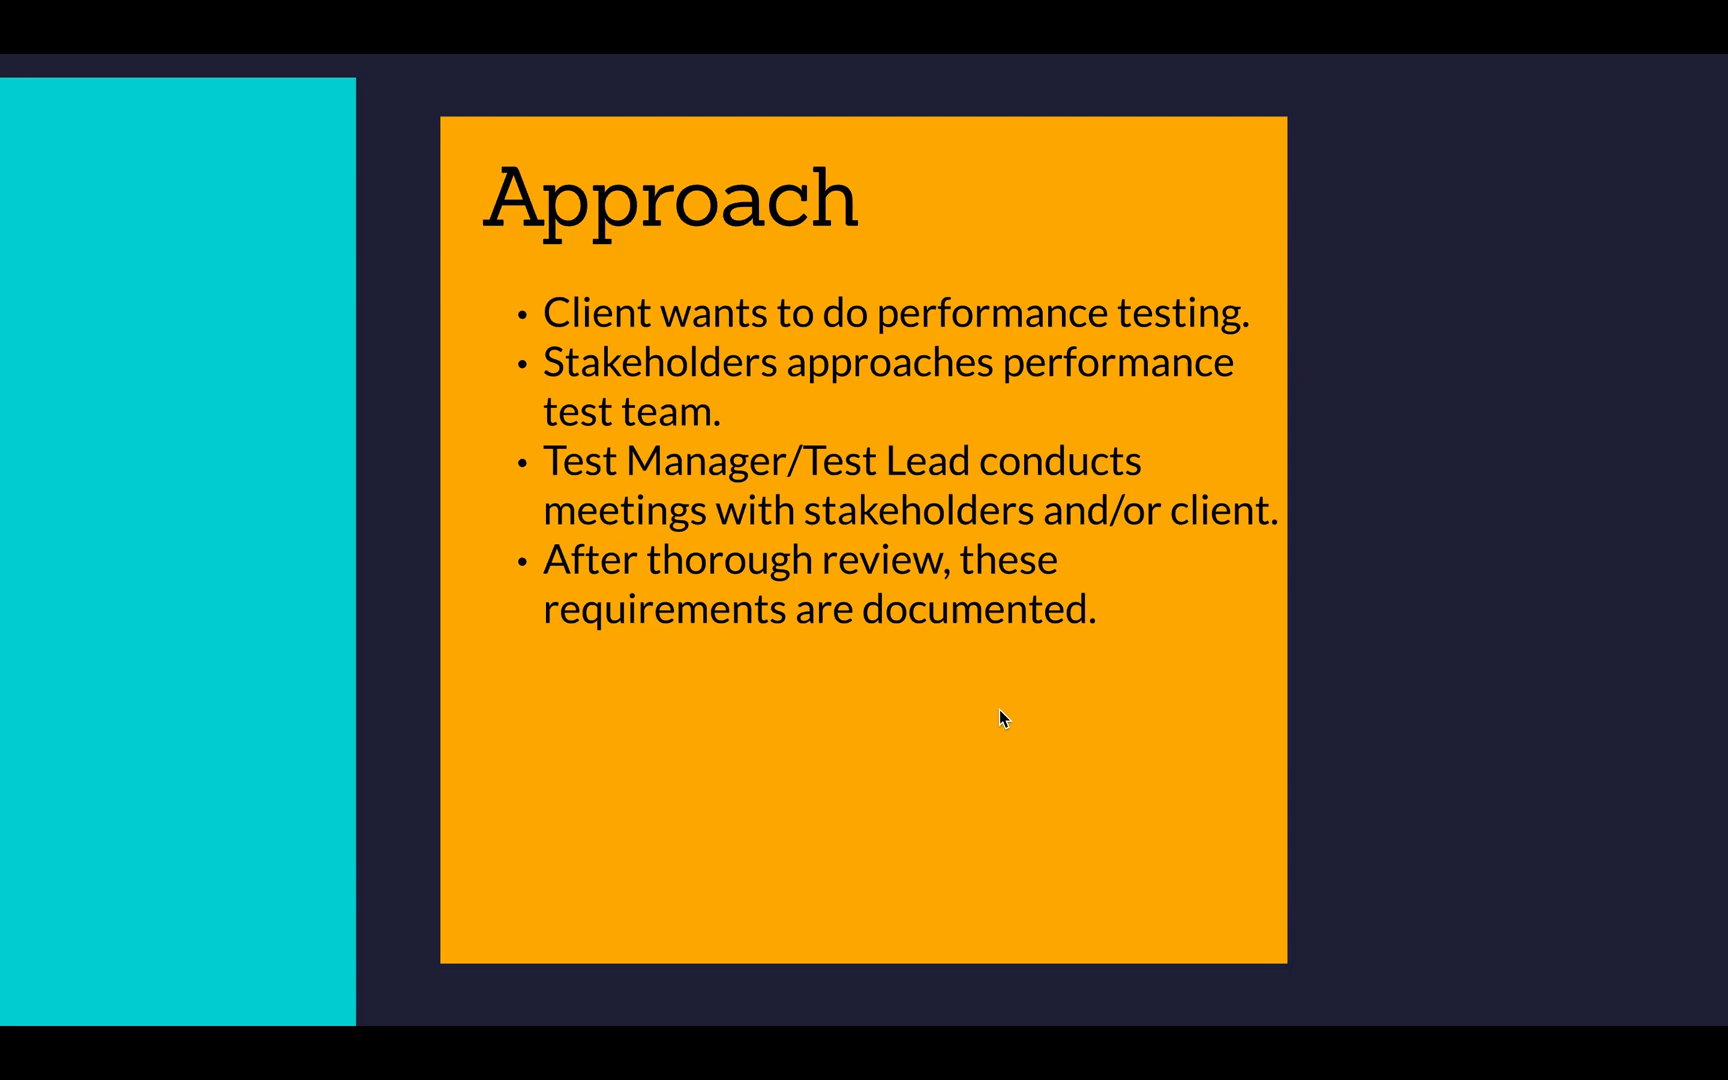 Approach
• Client wants to do performance testing.
• Stakeholders approaches performance
test team.
• Test Manager/Test Lead conducts
meetings with stakeholders and/or client.
• After thorough review, these
requirements are documented.